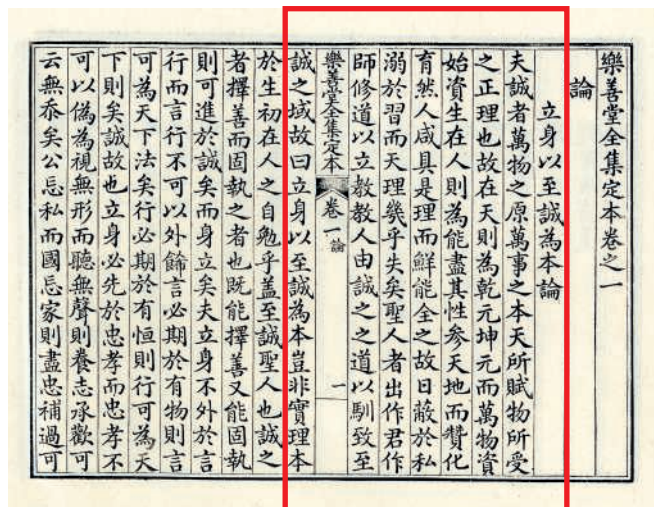 樂善堂全集定本卷之一
論
立身以至誠為本論
夫誠者萬物之原萬事之本天所賦物所受
之正理也故在天則為乾元坤元而萬物資
始資生在人則為能盡其性參天地而贊化
育然人咸具是理而鮮能全之故日蔽於私
溺於習而天理幾乎失矣聖人者出作君作
師修道以立教教人由誠之之道以馴致至
樂善堂全集定本
卷一
論
一
誠之域故曰立身以至誠為本豈非實理本
於生初在人之自勉乎蓋至誠聖人也誠之
者擇善而固執之者也既能擇善又能固執
則可進於誠矣而身立矣夫立身不外於言
行而言行不可以外飾言必期於有物則言
可為天下法矣行必期於有恒則行可為天
下則矣誠故也立身必先於忠孝而忠孝不
可以偽為視無形而聽無聲則養志承歡可
云無忝矣公忘私而國忘家則盡忠補過可